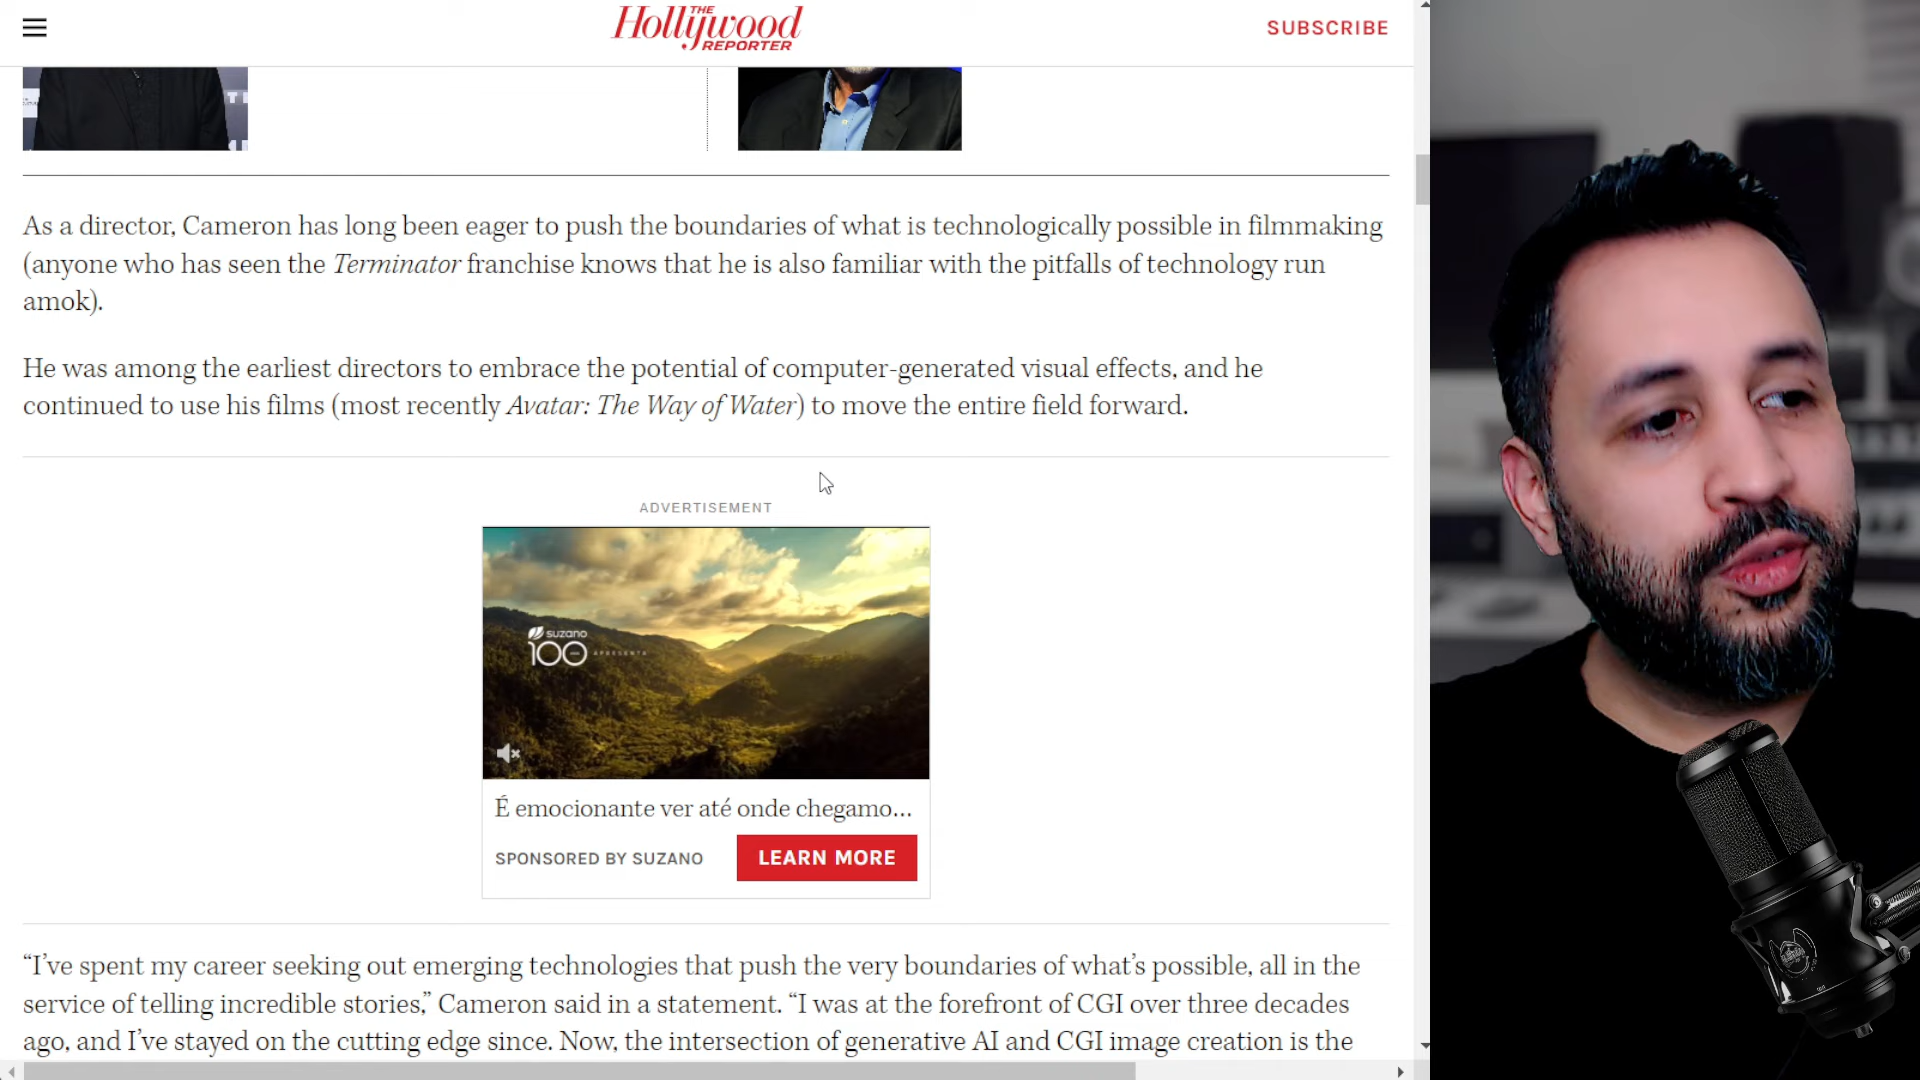 THE
Hollywood
REPORTER
SUBSCRIBE
As a director, Cameron has long been eager to push the boundaries of what is technologically possible in filmmaking
(anyone who has seen the Terminator franchise knows that he is also familiar with the pitfalls of technology run
amok).
He was among the earliest directors to embrace the potential of computer-generated visual effects, and he
continued to use his films (most recently Avatar: The Way of Water) to move the entire field forward.
ADVERTISEMENT
suzano
100
APRESENTA
É emocionante ver até onde chegamo...
SPONSORED BY SUZANO
LEARN MORE
“I’ve spent my career seeking out emerging technologies that push the very boundaries of what’s possible, all in the
service of telling incredible stories,” Cameron said in a statement. “I was at the forefront of CGI over three decades
ago, and I’ve stayed on the cutting edge since. Now, the intersection of generative AI and CGI image creation is the